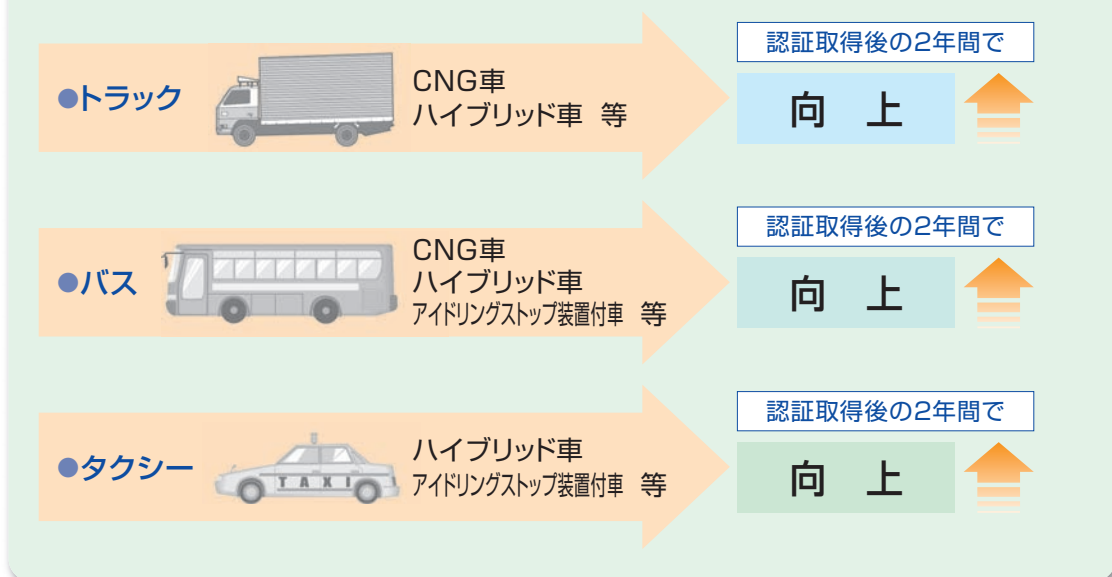 ●トラック
CNG車
ハイブリッド車 等
認証取得後の2年間で
向 上
●バス
CNG車
ハイブリッド車
アイドリングストップ装置付車 等
認証取得後の2年間で
向 上
●タクシー
TAXI
ハイブリッド車
アイドリングストップ装置付車 等
認証取得後の2年間で
向 上